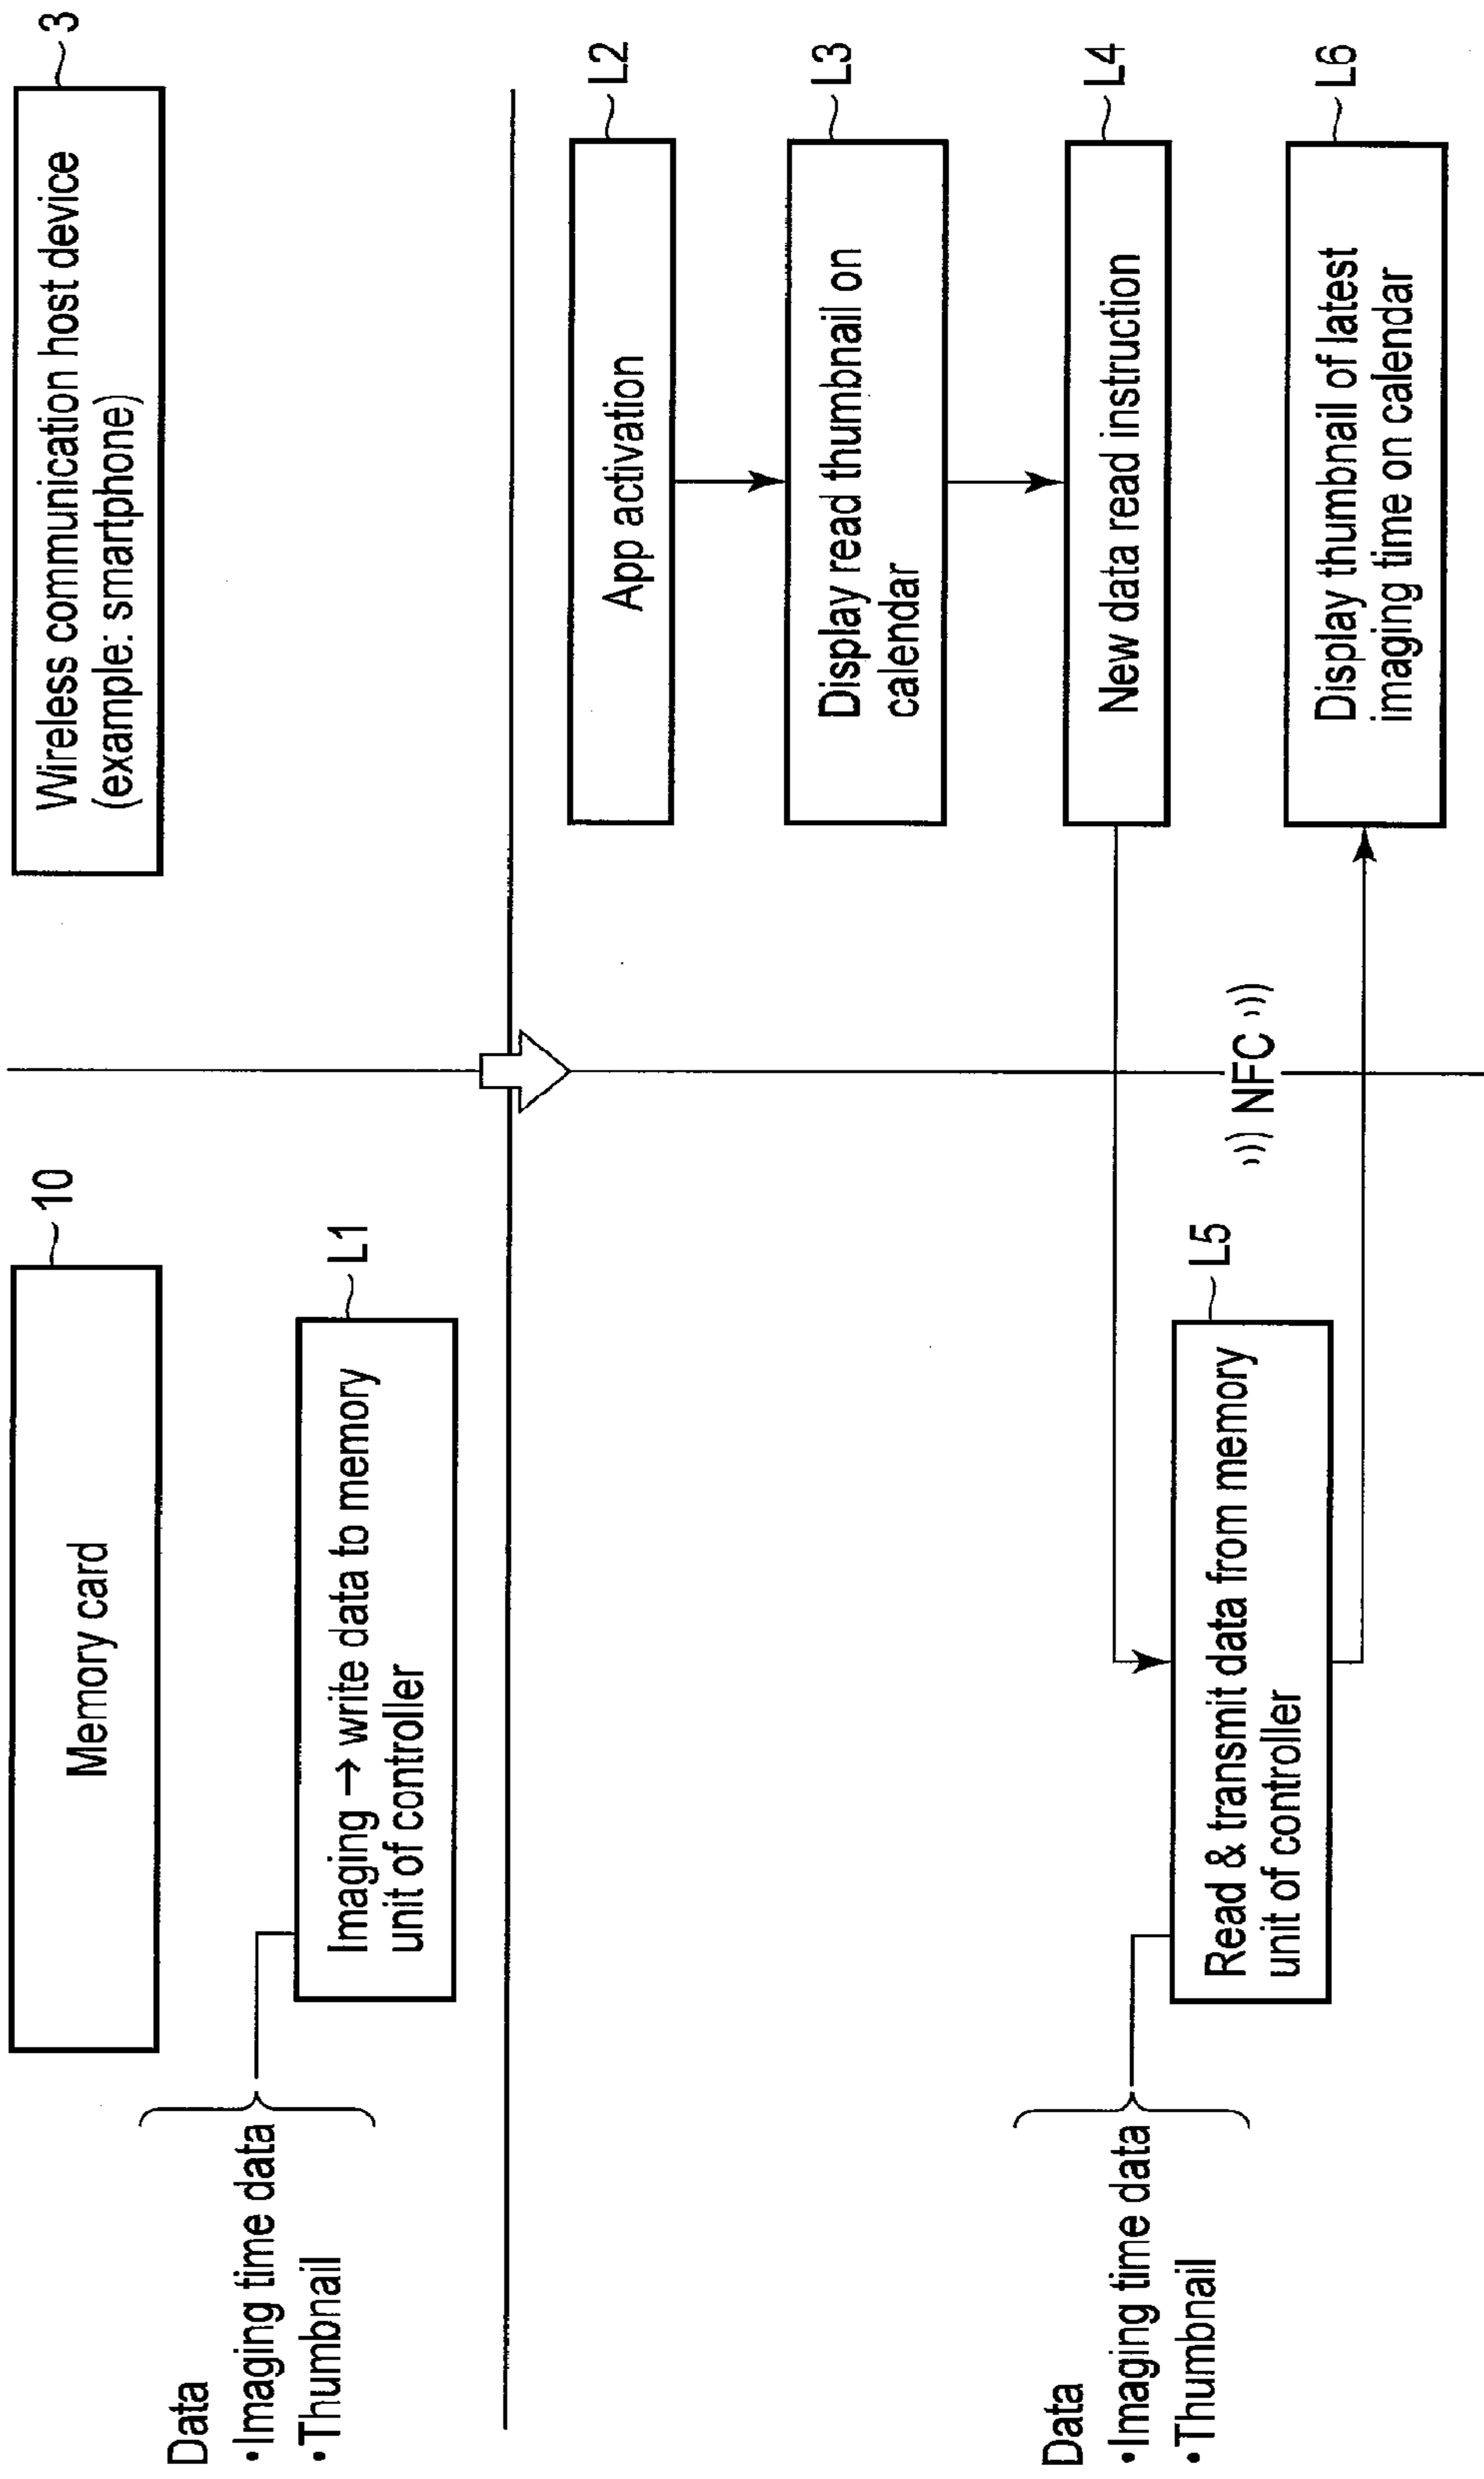 Memory card
10
Wireless communication host device
(example: smartphone)
3
Data
•Imaging time data
•Thumbnail
Imaging → write data to memory
unit of controller
L1
App activation
L2
Display read thumbnail on
calendar
L3
New data read instruction
L4
Data
•Imaging time data
•Thumbnail
Read & transmit data from memory
unit of controller
L5
NFC
Display thumbnail of latest
imaging time on calendar
L6